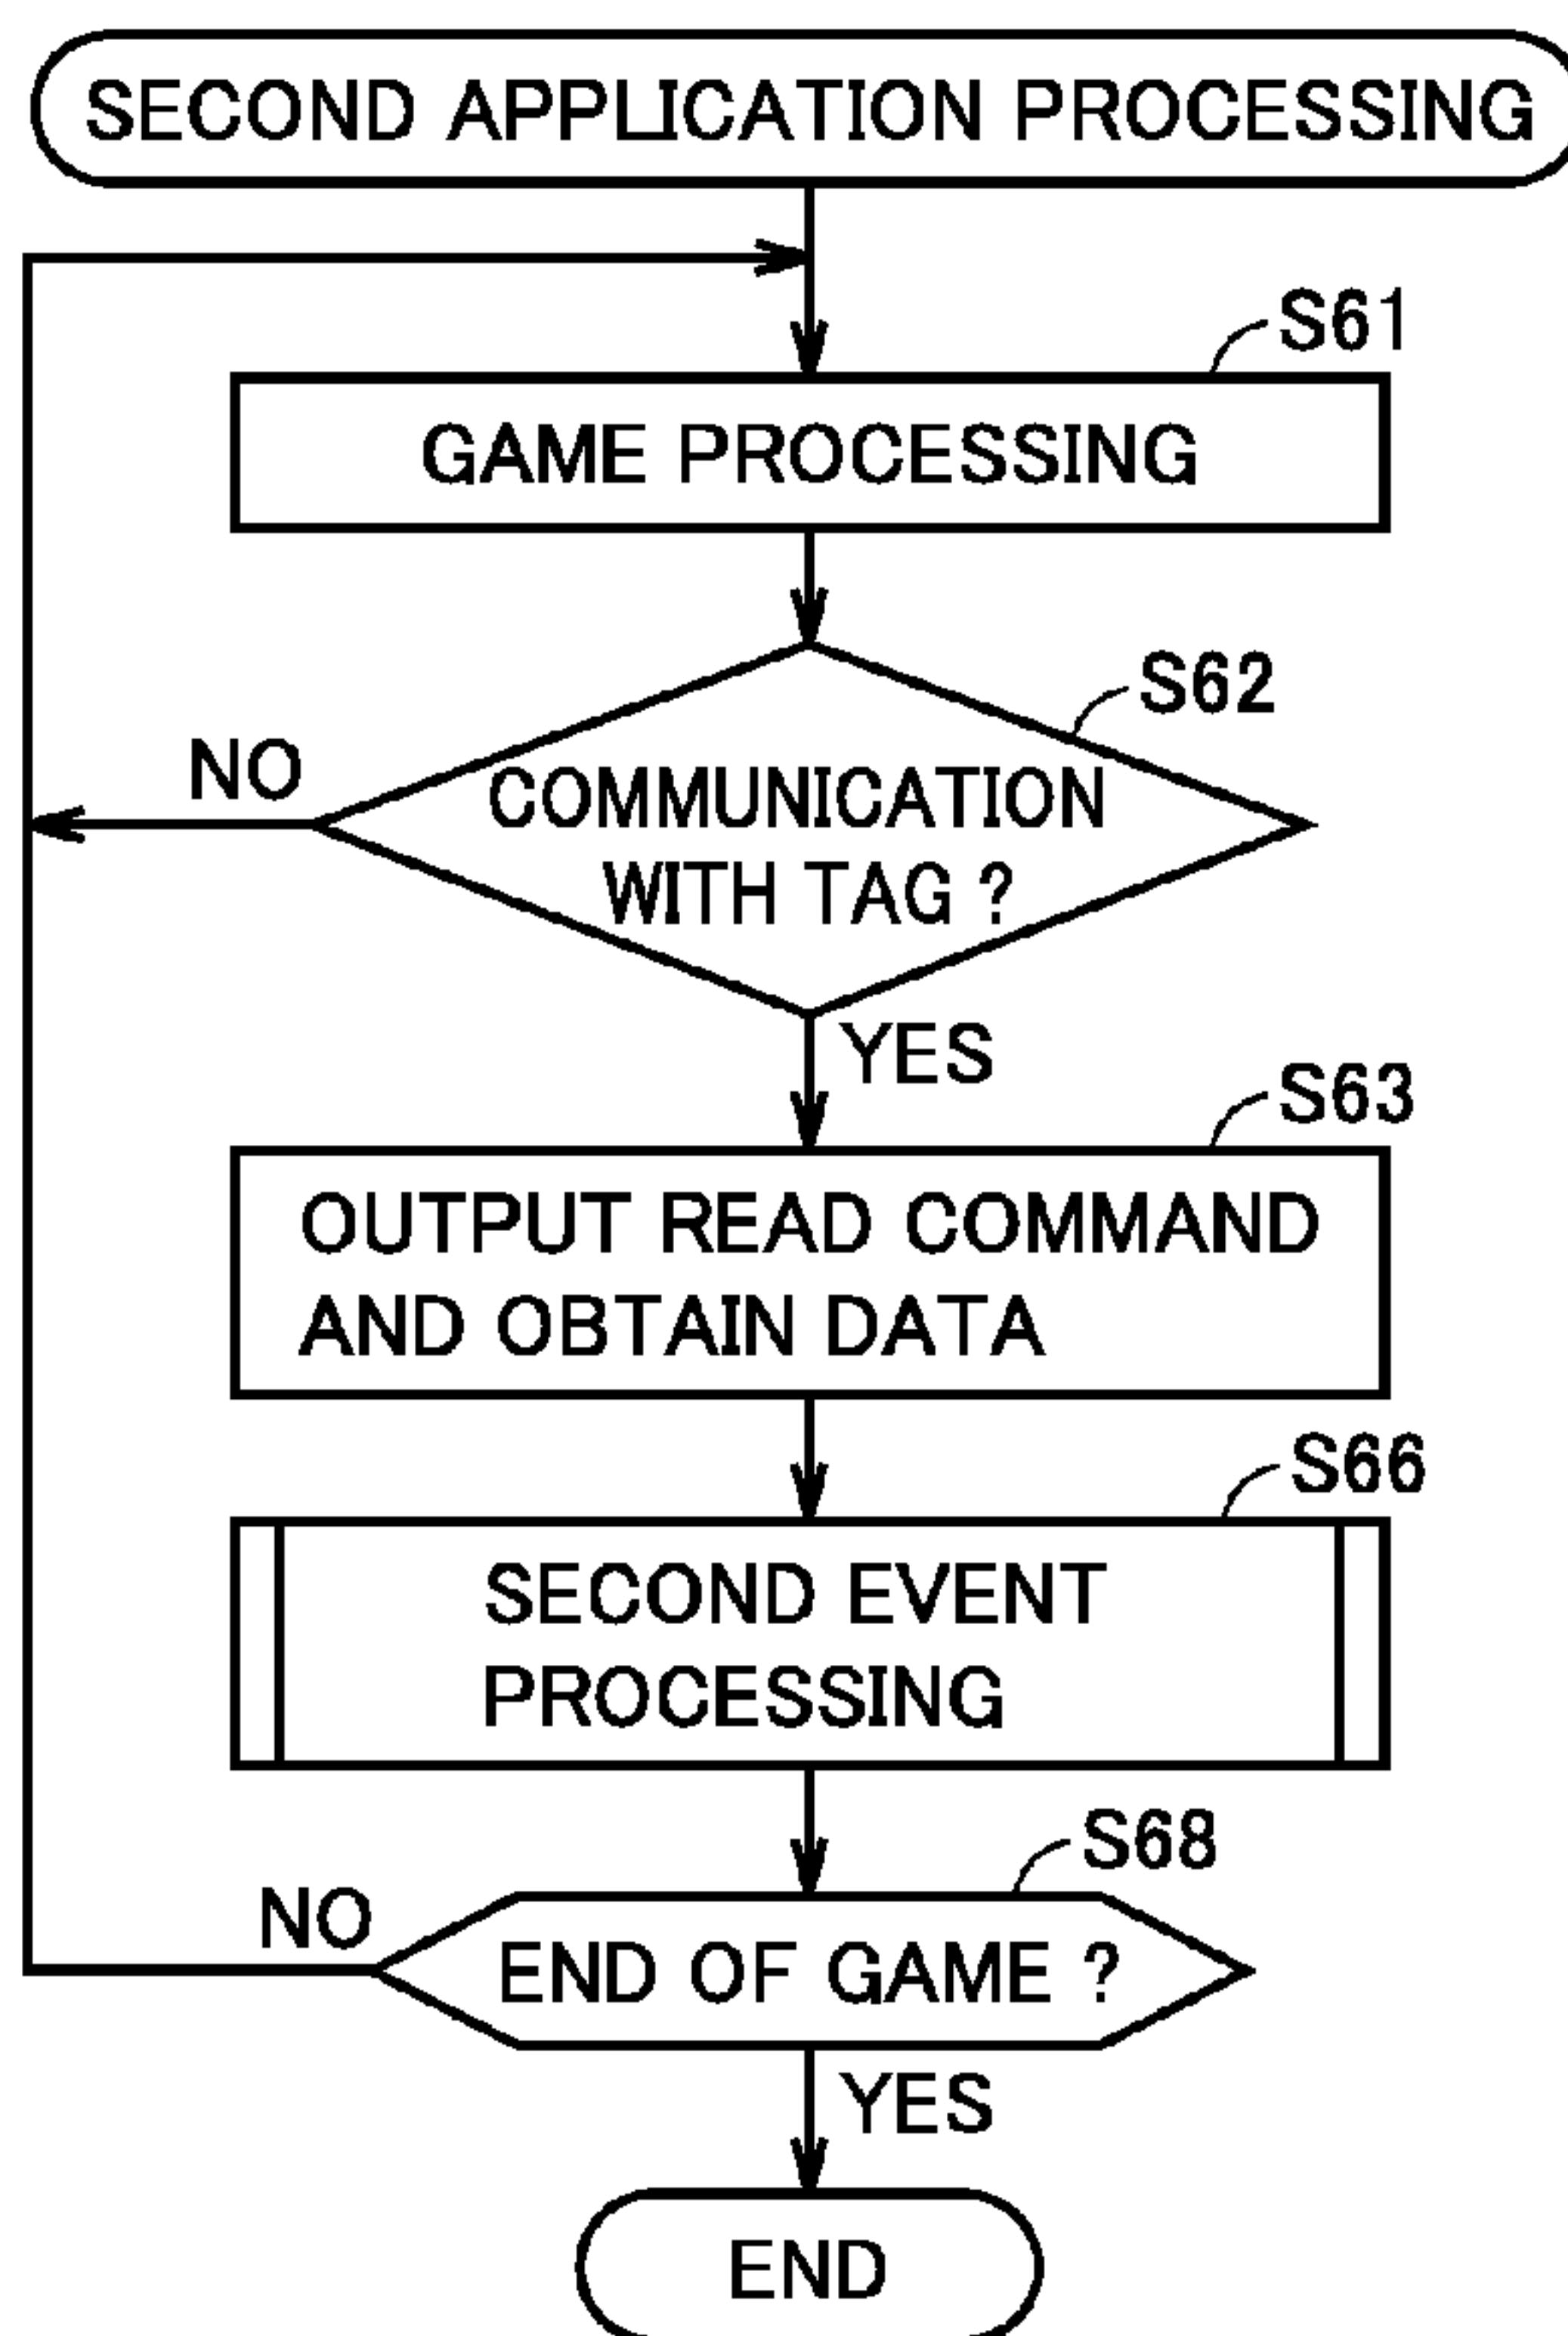 SECOND APPLICATION PROCESSING
S61
GAME PROCESSING
S62
NO
COMMUNICATION
WITH TAG ?
YES
S63
OUTPUT READ COMMAND
AND OBTAIN DATA
S66
SECOND EVENT
PROCESSING
S68
NO
END OF GAME ?
YES
END